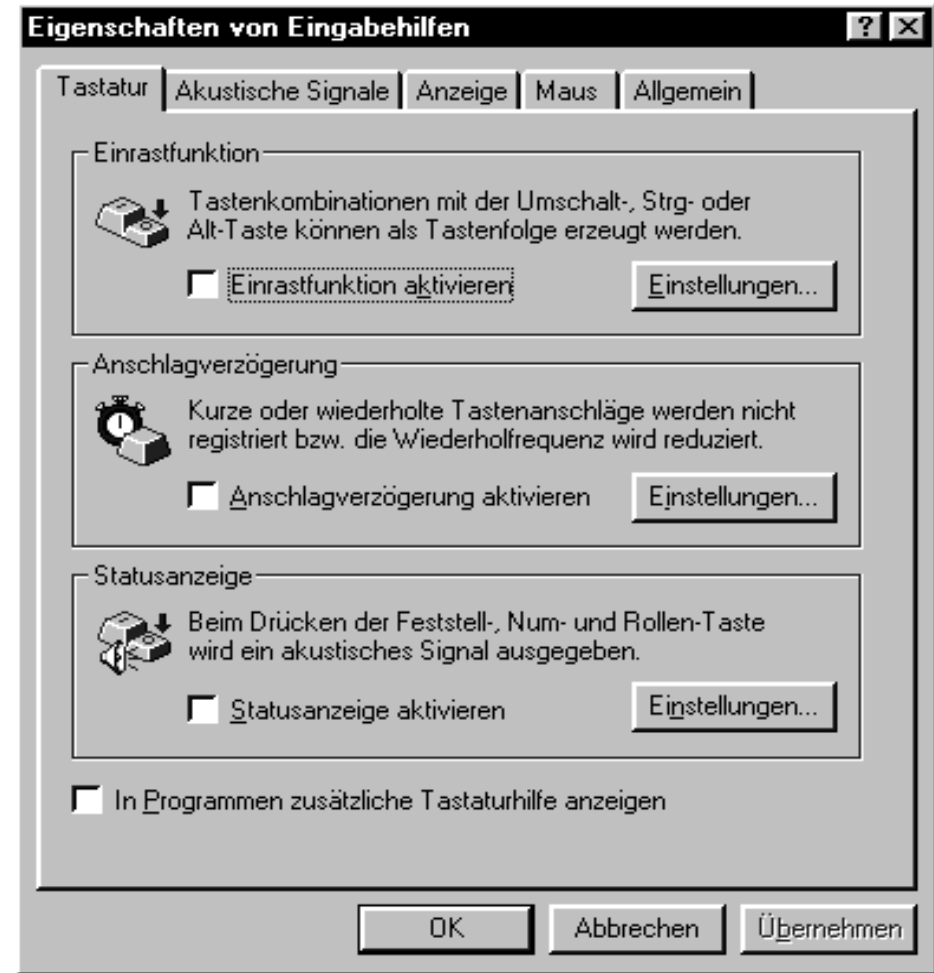 Eigenschaften von Eingabehilfen
Tastatur Akustische Signale Anzeige Maus Allgemein
Einrastfunktion
Tastenkombinationen mit der Umschalt-, Strg- oder
Alt-Taste können als Tastenfolge erzeugt werden.
Einrastfunktion aktivieren Einstellungen...
Anschlagverzögerung
Kurze oder wiederholte Tastenanschläge werden nicht
registriert bzw. die Wiederholfrequenz wird reduziert.
Anschlagverzögerung aktivieren Einstellungen...
Statusanzeige
Beim Drücken der Feststell-, Num- und Rollen-Taste
wird ein akustisches Signal ausgegeben.
Statusanzeige aktivieren Einstellungen...
In Programmen zusätzliche Tastaturhilfe anzeigen
OK Abbrechen Übernehmen